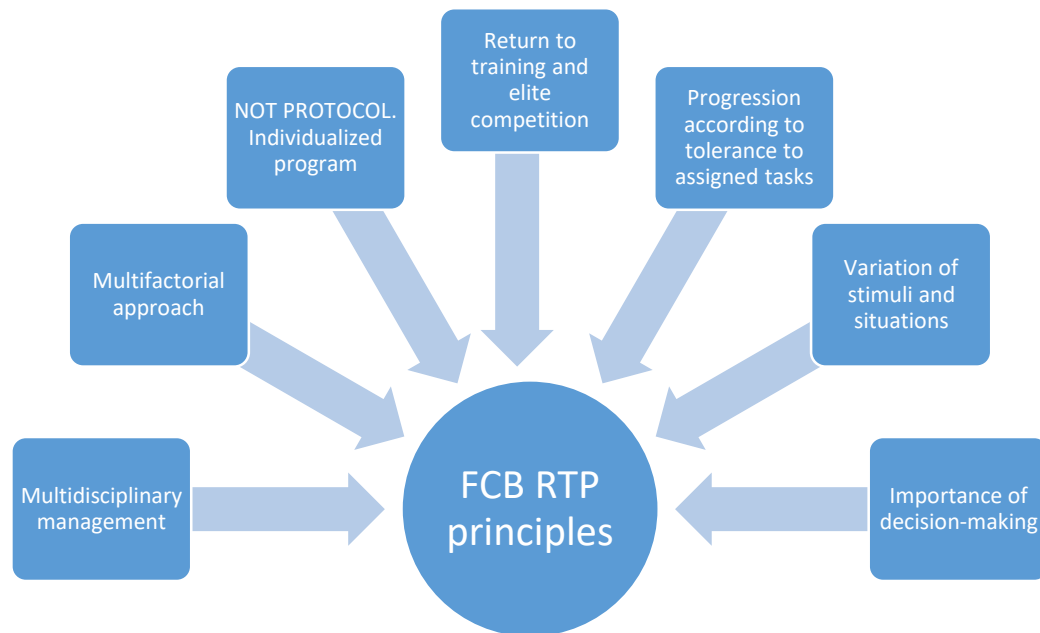 Multidisciplinary
management
Multifactorial
approach
NOT PROTOCOL.
Individualized
program
Return to
training and
elite
competition
Progression
according to
tolerance to
assigned tasks
Variation of
stimuli and
situations
Importance of
decision-making
FCB RTP
principles